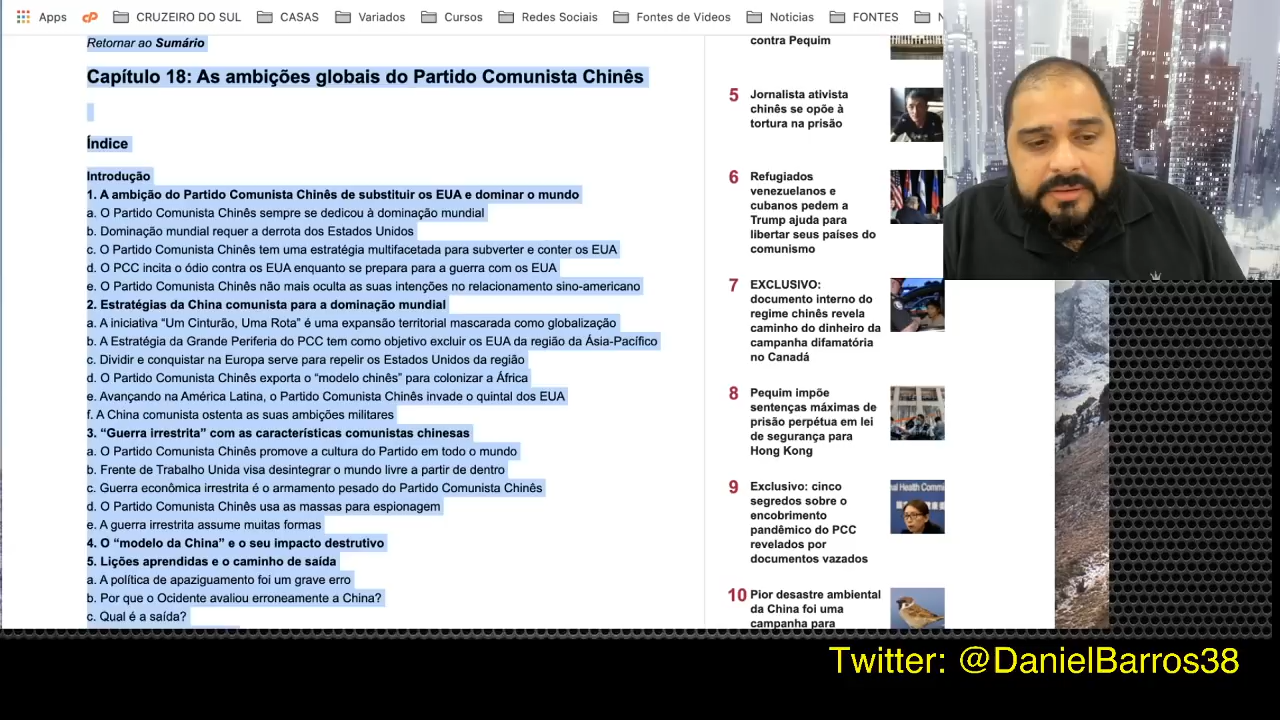 Apps
CRUZEIRO DO SUL
CASAS
Variados
Cursos
Redes Sociais
Fontes de Videos
Noticias
FONTES
Retornar ao Sumário
Capítulo 18: As ambições globais do Partido Comunista Chinês
Índice
Introdução
1. A ambição do Partido Comunista Chinês de substituir os EUA e dominar o mundo
a. O Partido Comunista Chinês sempre se dedicou à dominação mundial
b. Dominação mundial requer a derrota dos Estados Unidos
c. O Partido Comunista Chinês tem uma estratégia multifacetada para subverter e conter os EUA
d. O PCC incita o ódio contra os EUA enquanto se prepara para a guerra com os EUA
e. O Partido Comunista Chinês não mais oculta as suas intenções no relacionamento sino-americano
2. Estratégias da China comunista para a dominação mundial
a. A iniciativa “Um Cinturão, Uma Rota” é uma expansão territorial mascarada como globalização
b. A Estratégia da Grande Periferia do PCC tem como objetivo excluir os EUA da região da Ásia-Pacífico
c. Dividir e conquistar na Europa serve para repelir os Estados Unidos da região
d. O Partido Comunista Chinês exporta o “modelo chinês” para colonizar a África
e. Avançando na América Latina, o Partido Comunista Chinês invade o quintal dos EUA
f. A China comunista ostenta as suas ambições militares
3. “Guerra irrestrita” com as características comunistas chinesas
a. O Partido Comunista Chinês promove a cultura do Partido em todo o mundo
b. Frente de Trabalho Unida visa desintegrar o mundo livre a partir de dentro
c. Guerra econômica irrestrita é o armamento pesado do Partido Comunista Chinês
d. O Partido Comunista Chinês usa as massas para espionagem
e. A guerra irrestrita assume muitas formas
4. O “modelo da China” e o seu impacto destrutivo
5. Lições aprendidas e o caminho de saída
a. A política de apaziguamento foi um grave erro
b. Por que o Ocidente avaliou erroneamente a China?
c. Qual é a saída?
contra Pequim
5 Jornalista ativista
chinês se opõe à
tortura na prisão
6 Refugiados
venezuelanos e
cubanos pedem a
Trump ajuda para
libertar seus países do
comunismo
7 EXCLUSIVO:
documento interno do
regime chinês revela
caminho do dinheiro da
campanha difamatória
no Canadá
8 Pequim impõe
sentenças máximas de
prisão perpétua em lei
de segurança para
Hong Kong
9 Exclusivo: cinco
segredos sobre o
encobrimento
pandêmico do PCC
revelados por
documentos vazados
10 Pior desastre ambiental
da China foi uma
campanha para
Twitter: @DanielBarros38